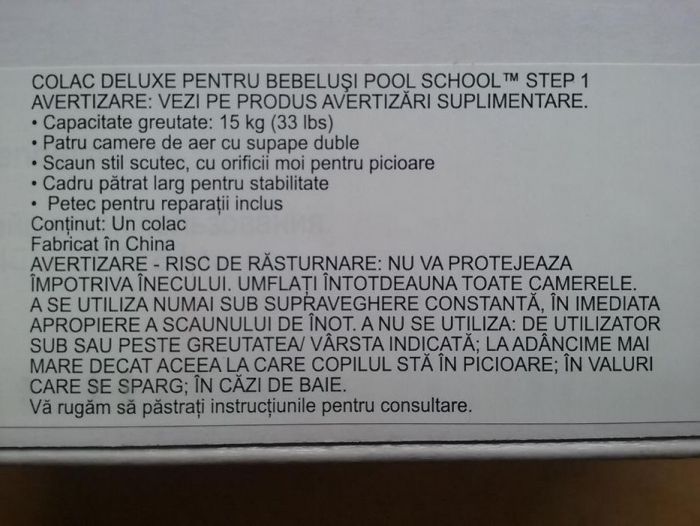 COLAC DELUXE PENTRU BEBELUȘI POOL SCHOOL™ STEP 1
AVERTIZARE: VEZI PE PRODUS AVERTIZĂRI SUPLIMENTARE.
• Capacitate greutate: 15 kg (33 lbs)
• Patru camere de aer cu supape duble
• Scaun stil scutec, cu orificii moi pentru picioare
• Cadru pătrat larg pentru stabilitate
• Petec pentru reparații inclus
Conținut: Un colac
Fabricat în China
AVERTIZARE - RISC DE RĂSTURNARE: NU VA PROTEJEAZA
ÎMPOTRIVA ÎNECULUI. UMFLAȚI ÎNTOTDEAUNA TOATE CAMERELE.
A SE UTILIZA NUMAI SUB SUPRAVEGHERE CONSTANTĂ, ÎN IMEDIATA
APROPIERE A SCAUNULUI DE ÎNOT. A NU SE UTILIZA: DE UTILIZATOR
SUB SAU PESTE GREUTATEA/ VÂRSTA INDICATĂ; LA ADÂNCIME MAI
MARE DECAT ACEEA LA CARE COPILUL STĂ ÎN PICIOARE; ÎN VALURI
CARE SE SPARG; ÎN CĂZI DE BAIE.
Vă rugăm să păstrați instrucțiunile pentru consultare.